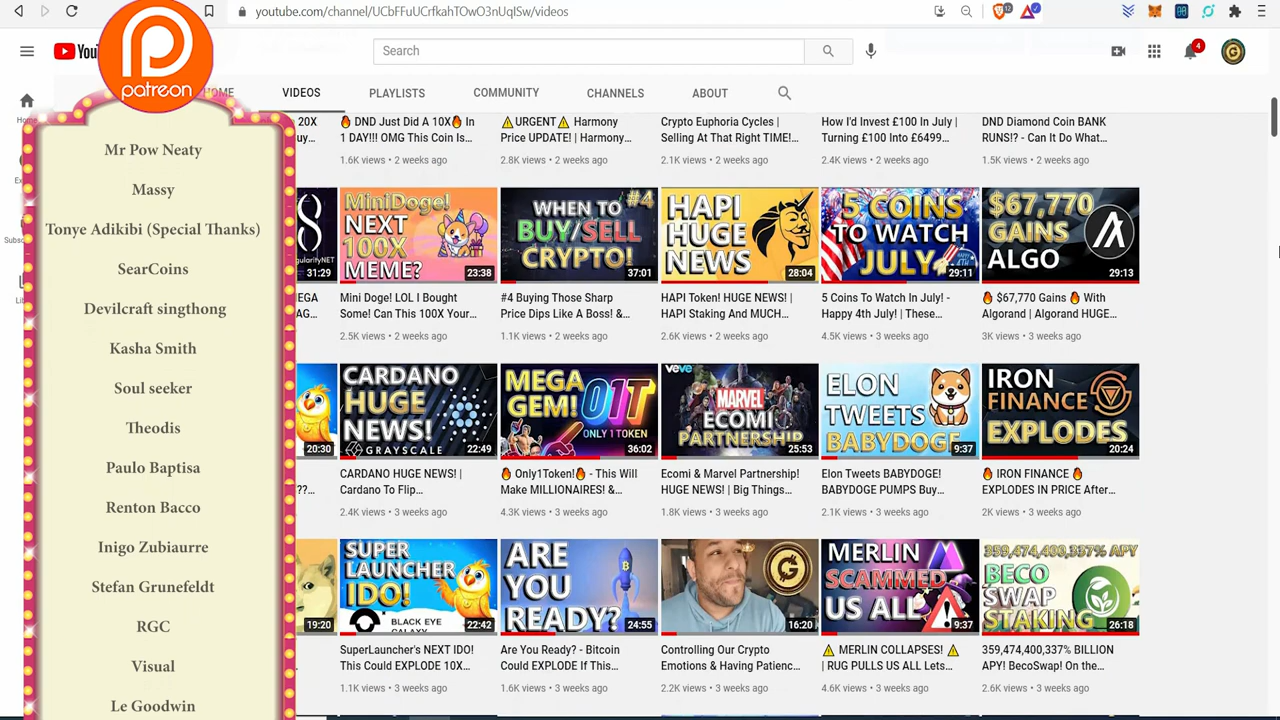 youtube.com/channel/UCbFFuUCrfkahTOwO3nUqISw/videos
12
patreon
You
Search
4
HOME
VIDEOS
PLAYLISTS
COMMUNITY
CHANNELS
ABOUT
Mr Pow Neaty
Massy
Tonye Adikibi (Special Thanks)
SearCoins
Devilcraft singthong
Kasha Smith
Soul seeker
Theodis
Paulo Baptisa
Renton Bacco
Inigo Zubiaurre
Stefan Grunefeldt
RGC
Visual
Le Goodwin
20X
🔥 DND Just Did A 10X🔥 In
1 DAY!!! OMG This Coin Is...
1.6K views • 2 weeks ago
⚠️URGENT⚠️ Harmony
Price UPDATE! | Harmony...
2.8K views • 2 weeks ago
Crypto Euphoria Cycles |
Selling At That Right TIME!...
2.1K views • 2 weeks ago
How I'd Invest £100 In July |
Turning £100 Into £6499...
2.4K views • 2 weeks ago
DND Diamond Coin BANK
RUNS!? - Can It Do What...
1.5K views • 2 weeks ago
31:29
MiniDoge!
NEXT
100X
MEME?
23:38
Mini Doge! LOL I Bought
Some! Can This 100X Your...
2.5K views • 2 weeks ago
#4
WHEN TO
BUY/SELL
CRYPTO!
37:01
#4 Buying Those Sharp
Price Dips Like A Boss! &...
1.1K views • 2 weeks ago
HAPI
HUGE
NEWS
28:04
HAPI Token! HUGE NEWS! |
HAPI Staking And MUCH...
2.6K views • 2 weeks ago
5 COINS
TO WATCH
JULY!
29:11
5 Coins To Watch In July! -
Happy 4th July! | These...
4.5K views • 3 weeks ago
$67,770
GAINS
ALGO
29:13
🔥 $67,770 Gains 🔥 With
Algorand | Algorand HUGE...
3K views • 3 weeks ago
20:30
CARDANO
HUGE
NEWS!
GRAYSCALE
22:49
CARDANO HUGE NEWS! |
Cardano To Flip...
2.4K views • 3 weeks ago
MEGA
GEM!
O1T
ONLY 1 TOKEN
36:02
🔥 Only1Token!🔥 - This Will
Make MILLIONAIRES! &...
4.3K views • 3 weeks ago
VEVE
MARVEL
ECOMI
PARTNERSHIP
25:53
Ecomi & Marvel Partnership!
HUGE NEWS! | Big Things...
1.8K views • 3 weeks ago
ELON
TWEETS
BABYDOGE
9:37
Elon Tweets BABYDOGE!
BABYDOGE PUMPS Buy...
2.1K views • 3 weeks ago
IRON
FINANCE
EXPLODES
20:24
🔥 IRON FINANCE 🔥
EXPLODES IN PRICE After...
2K views • 3 weeks ago
19:20
SUPER
LAUNCHER
IDO!
BLACK EYE
GALAXY
22:42
SuperLauncher's NEXT IDO!
This Could EXPLODE 10X...
1.1K views • 3 weeks ago
ARE
YOU
READY?
24:55
Are You Ready? - Bitcoin
Could EXPLODE If This...
1.6K views • 3 weeks ago
16:20
Controlling Our Crypto
Emotions & Having Patienc...
2.2K views • 3 weeks ago
MERLIN
SCAMMED
US ALL
9:37
⚠️ MERLIN COLLAPSES! ⚠️
| RUG PULLS US ALL Lets...
4.6K views • 3 weeks ago
359,474,400,337% APY
BECO
SWAP
STAKING
26:18
359,474,400,337% BILLION
APY! BecoSwap! On the...
2.6K views • 3 weeks ago